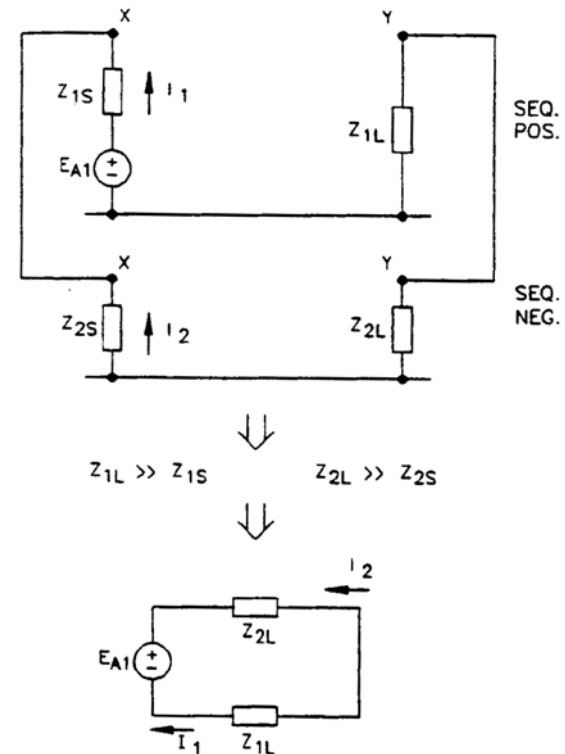 X
Y
Z1S
I1
Z1L
SEQ.
POS.
EA1
X
Y
SEQ.
NEG.
Z2S
I2
Z2L
Z1L >> Z1S
Z2L >> Z2S
I2
Z2L
EA1
I1
Z1L